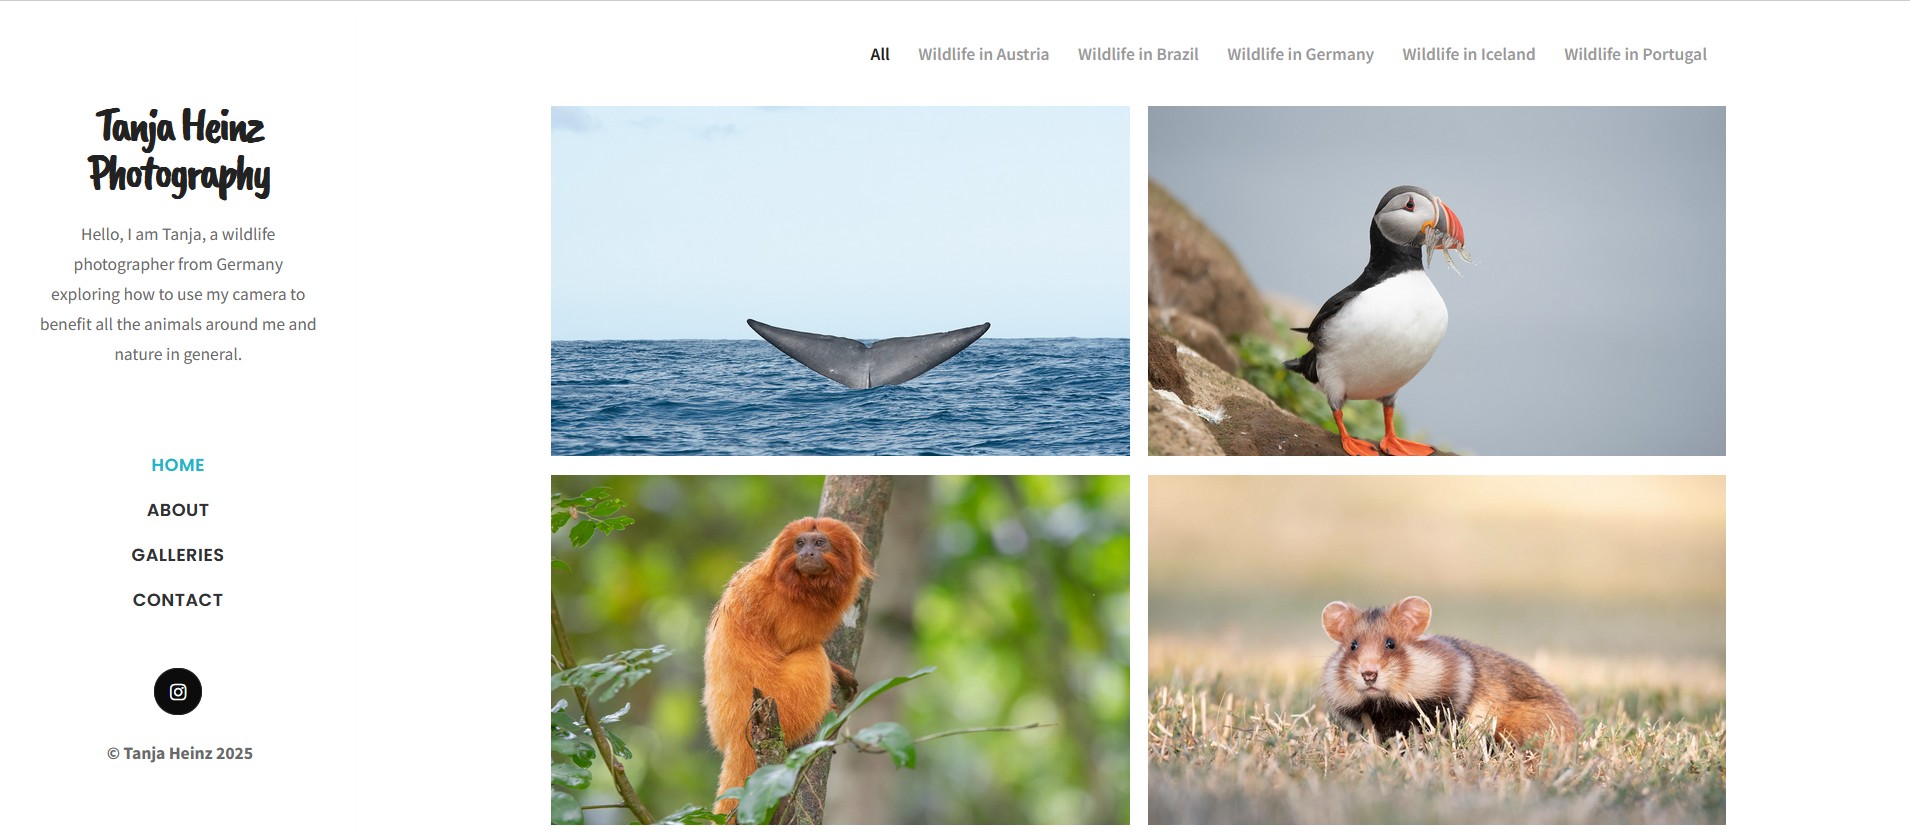 All Wildlife in Austria Wildlife in Brazil Wildlife in Germany Wildlife in Iceland Wildlife in Portugal
Tanja Heinz
Photography
Hello, I am Tanja, a wildlife
photographer from Germany
exploring how to use my camera to
benefit all the animals around me and
nature in general.
HOME
ABOUT
GALLERIES
CONTACT
© Tanja Heinz 2025